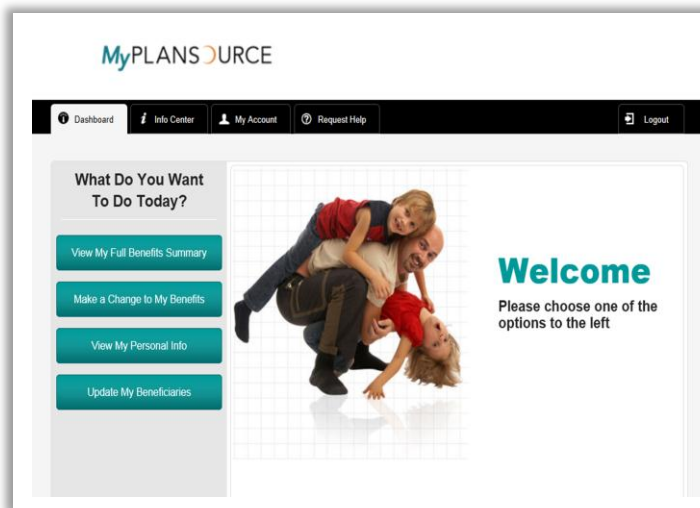 MyPLANSOURCE
Dashboard
Info Center
My Account
Request Help
Logout
What Do You Want
To Do Today?
View My Full Benefits Summary
Make a Change to My Benefits
View My Personal Info
Update My Beneficiaries
Welcome
Please choose one of the
options to the left